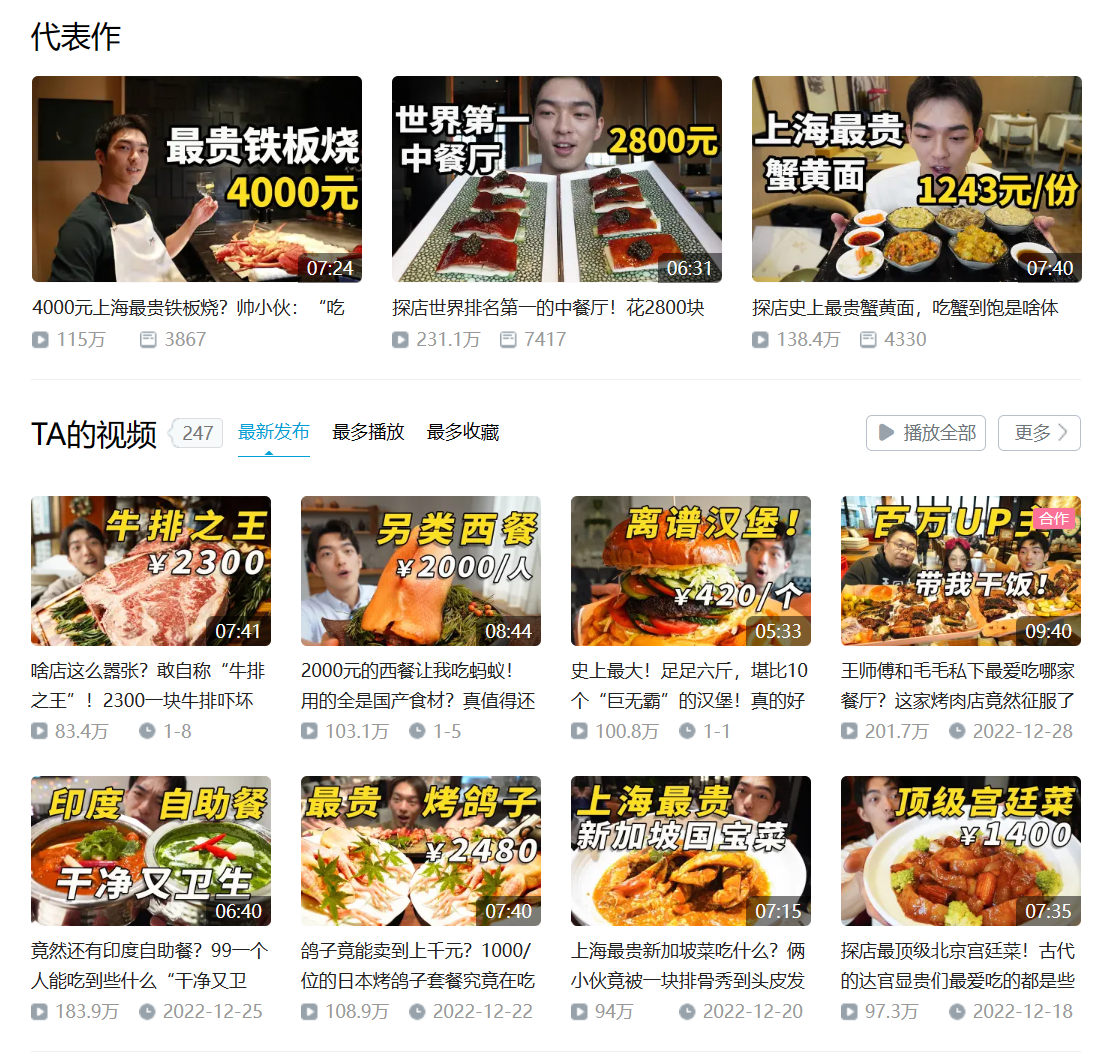 代表作
最贵铁板烧
4000元
07:24
世界第一
中餐厅
2800元
06:31
上海最贵
蟹黄面
1243元/份
07:40
4000元上海最贵铁板烧？帅小伙：“吃
115万 3867
探店世界排名第一的中餐厅！花2800块
231.1万 7417
探店史上最贵蟹黄面，吃蟹到饱是啥体
138.4万 4330
TA的视频 247 最新发布 最多播放 最多收藏 播放全部 更多
牛排之王
¥2300
07:41
另类西餐
¥2000/人
08:44
离谱汉堡！
¥420/个
05:33
百万UP主
合作
带我干饭！
09:40
啥店这么嚣张？敢自称“牛排
之王”！2300一块牛排吓坏
83.4万 1-8
2000元的西餐让我吃蚂蚁！
用的全是国产食材？真值得还
103.1万 1-5
史上最大！足足六斤，堪比10
个“巨无霸”的汉堡！真的好
100.8万 1-1
王师傅和毛毛私下最爱吃哪家
餐厅？这家烤肉店竟然征服了
201.7万 2022-12-28
印度自助餐
干净又卫生
06:40
最贵烤鸽子
¥2480
07:40
上海最贵
新加坡国宝菜
07:15
顶级宫廷菜
¥1400
07:35
竟然还有印度自助餐？99一个
人能吃到些什么“干净又卫
183.9万 2022-12-25
鸽子竟能卖到上千元？1000/
位的日本烤鸽子套餐究竟在吃
108.9万 2022-12-22
上海最贵新加坡菜吃什么？俩
小伙竟被一块排骨秀到头皮发
94万 2022-12-20
探店最顶级北京宫廷菜！古代
的达官显贵们最爱吃的都是些
97.3万 2022-12-18